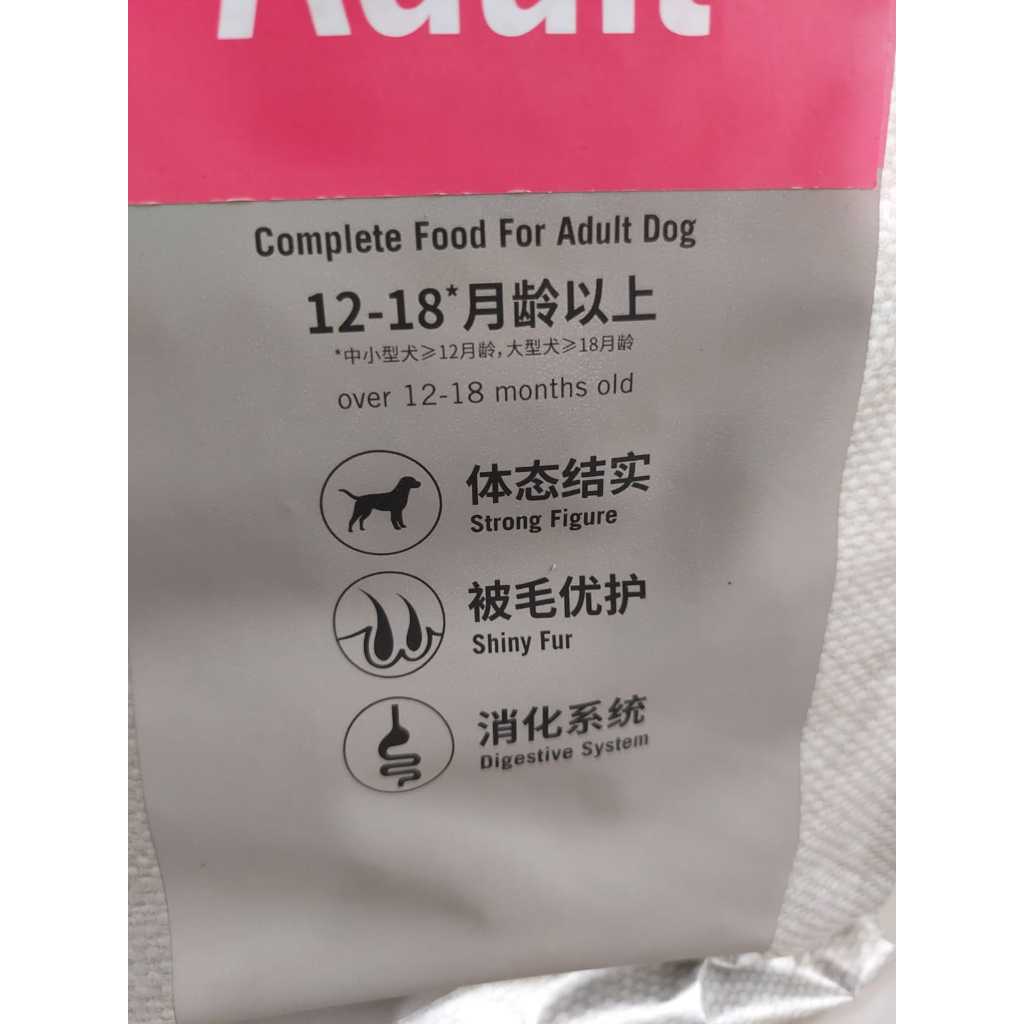 Adult
Complete Food For Adult Dog
12-18*月龄以上
*中小型犬≥12月龄,大型犬≥18月龄
over 12-18 months old
体态结实
Strong Figure
被毛优护
Shiny Fur
消化系统
Digestive System